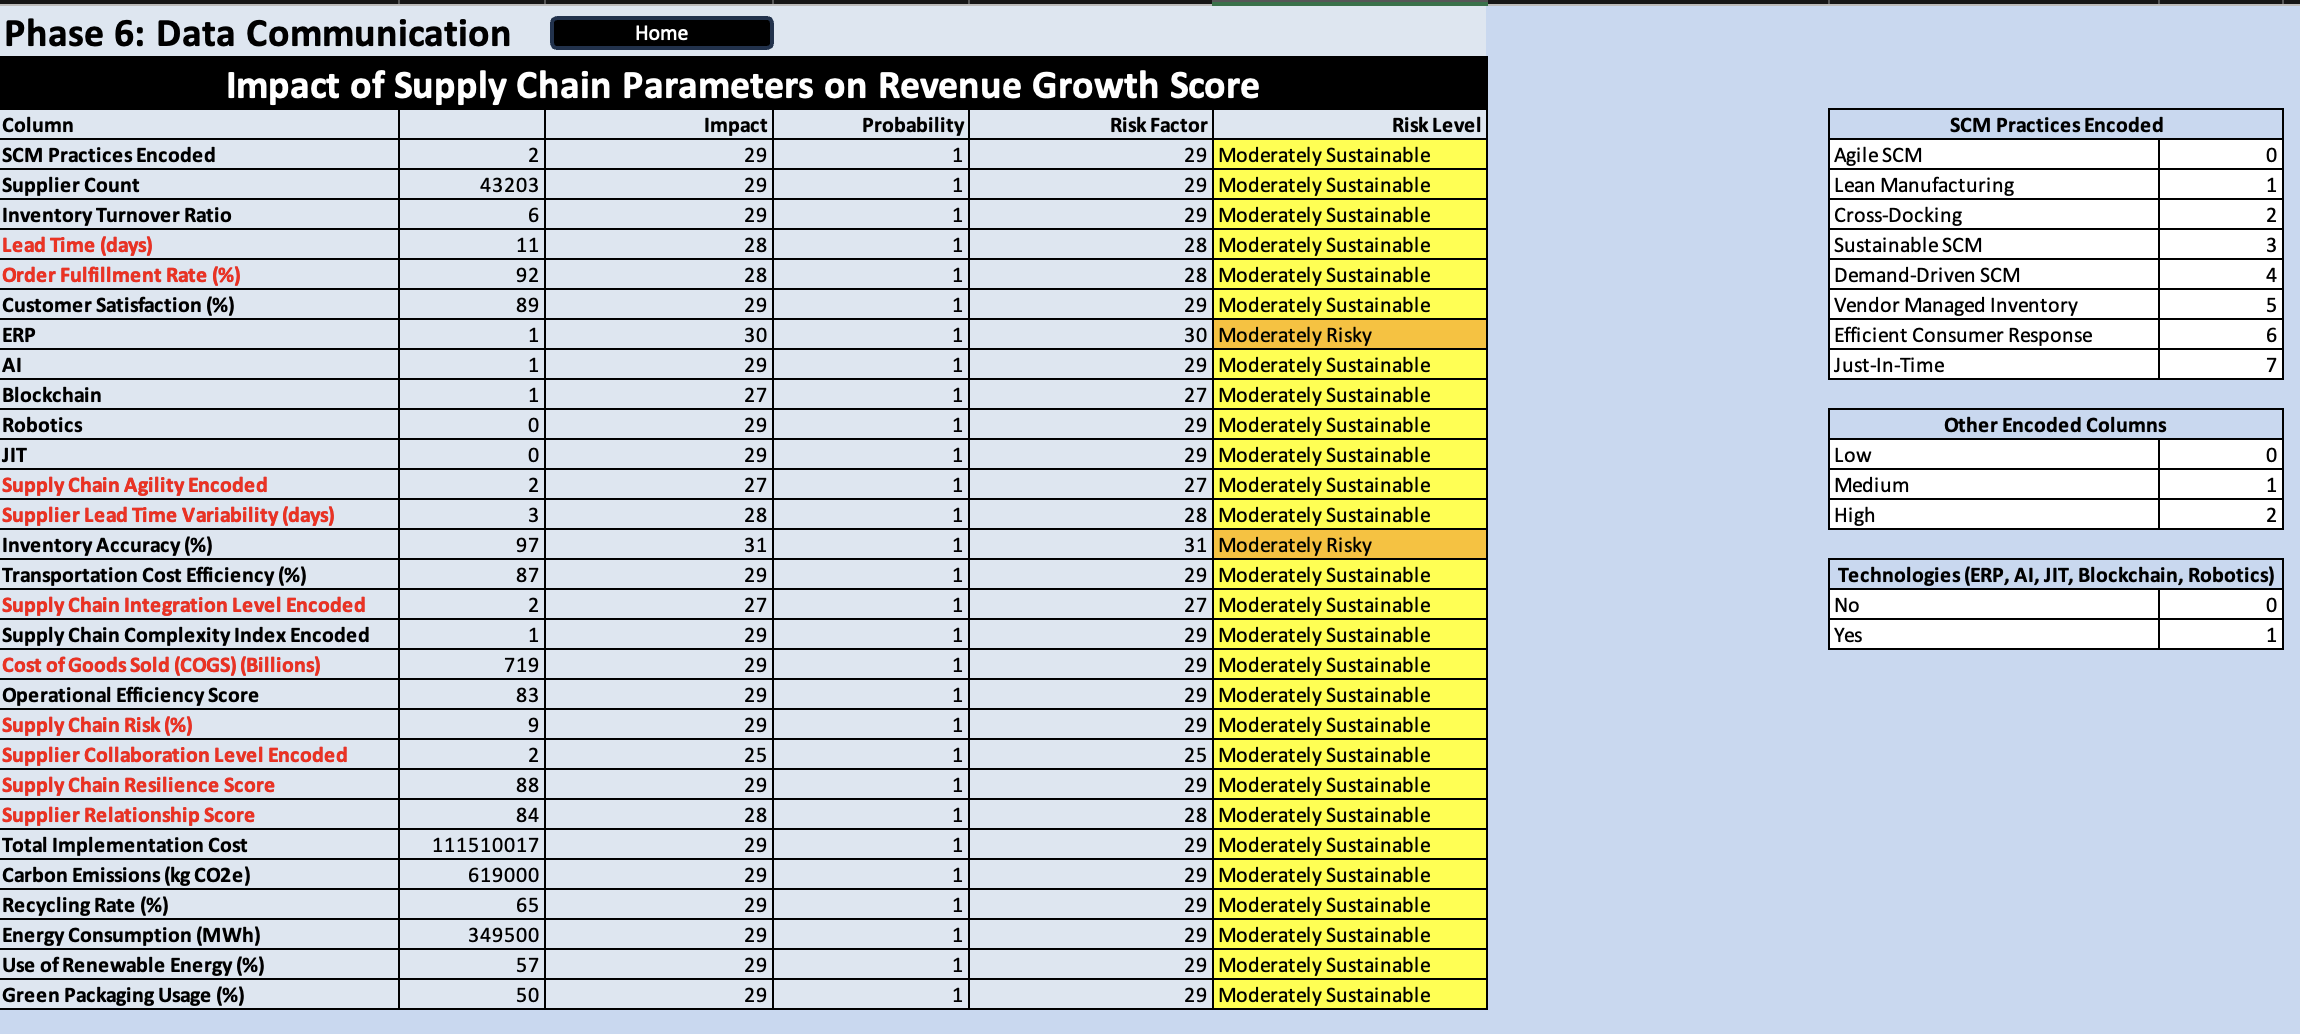 Phase 6: Data Communication
Home
Impact of Supply Chain Parameters on Revenue Growth Score
Column Impact Probability Risk Factor Risk Level
SCM Practices Encoded 2 29 1 29 Moderately Sustainable
Supplier Count 43203 29 1 29 Moderately Sustainable
Inventory Turnover Ratio 6 29 1 29 Moderately Sustainable
Lead Time (days) 11 28 1 28 Moderately Sustainable
Order Fulfillment Rate (%) 92 28 1 28 Moderately Sustainable
Customer Satisfaction (%) 89 29 1 29 Moderately Sustainable
ERP 1 30 1 30 Moderately Risky
AI 1 29 1 29 Moderately Sustainable
Blockchain 1 27 1 27 Moderately Sustainable
Robotics 0 29 1 29 Moderately Sustainable
JIT 0 29 1 29 Moderately Sustainable
Supply Chain Agility Encoded 2 27 1 27 Moderately Sustainable
Supplier Lead Time Variability (days) 3 28 1 28 Moderately Sustainable
Inventory Accuracy (%) 97 31 1 31 Moderately Risky
Transportation Cost Efficiency (%) 87 29 1 29 Moderately Sustainable
Supply Chain Integration Level Encoded 2 27 1 27 Moderately Sustainable
Supply Chain Complexity Index Encoded 1 29 1 29 Moderately Sustainable
Cost of Goods Sold (COGS) (Billions) 719 29 1 29 Moderately Sustainable
Operational Efficiency Score 83 29 1 29 Moderately Sustainable
Supply Chain Risk (%) 9 29 1 29 Moderately Sustainable
Supplier Collaboration Level Encoded 2 25 1 25 Moderately Sustainable
Supply Chain Resilience Score 88 29 1 29 Moderately Sustainable
Supplier Relationship Score 84 28 1 28 Moderately Sustainable
Total Implementation Cost 111510017 29 1 29 Moderately Sustainable
Carbon Emissions (kg CO2e) 619000 29 1 29 Moderately Sustainable
Recycling Rate (%) 65 29 1 29 Moderately Sustainable
Energy Consumption (MWh) 349500 29 1 29 Moderately Sustainable
Use of Renewable Energy (%) 57 29 1 29 Moderately Sustainable
Green Packaging Usage (%) 50 29 1 29 Moderately Sustainable
SCM Practices Encoded
Agile SCM 0
Lean Manufacturing 1
Cross-Docking 2
Sustainable SCM 3
Demand-Driven SCM 4
Vendor Managed Inventory 5
Efficient Consumer Response 6
Just-In-Time 7
Other Encoded Columns
Low 0
Medium 1
High 2
Technologies (ERP, AI, JIT, Blockchain, Robotics)
No 0
Yes 1